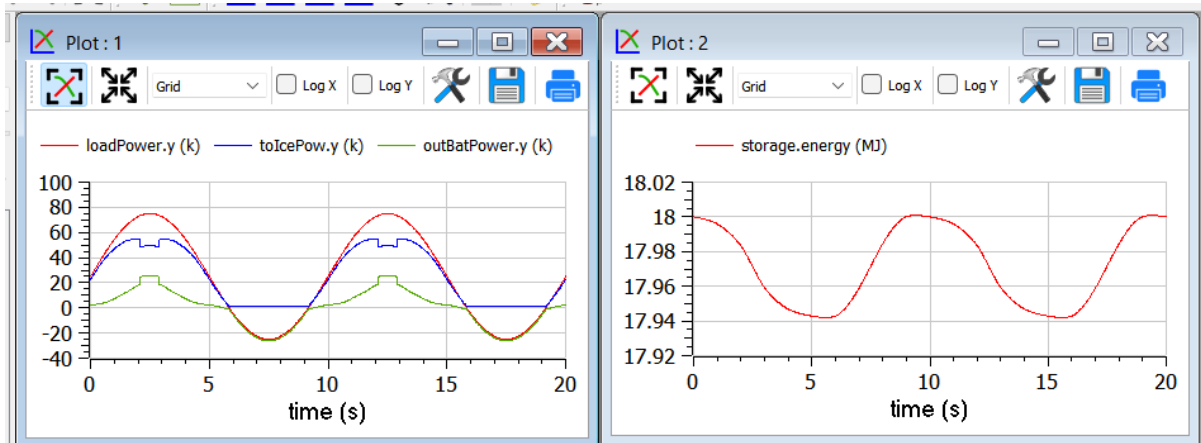 Plot : 1
Grid Log X Log Y
loadPower.y (k) toIcePow.y (k) outBatPower.y (k)
100
80
60
40
20
0
-20
-40
0 5 10 15 20
time (s)
Plot : 2
Grid Log X Log Y
storage.energy (MJ)
18.02
18
17.98
17.96
17.94
17.92
0 5 10 15 20
time (s)